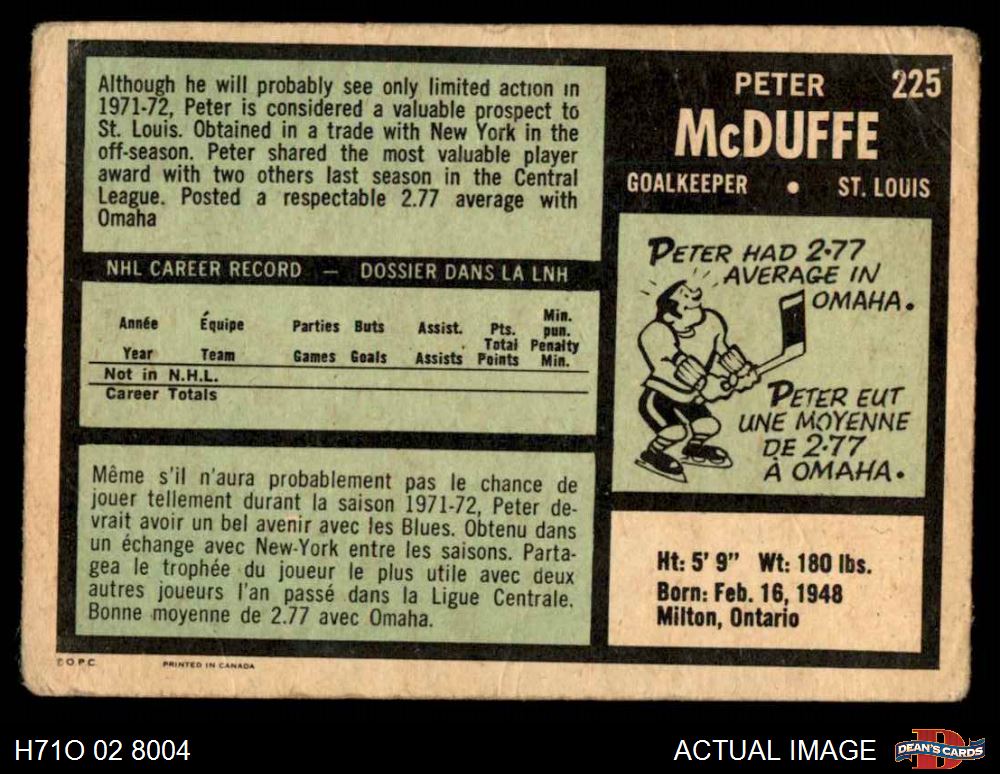 Although he will probably see only limited action in
1971-72, Peter is considered a valuable prospect to
St. Louis. Obtained in a trade with New York in the
off-season. Peter shared the most valuable player
award with two others last season in the Central
League. Posted a respectable 2.77 average with
Omaha
NHL CAREER RECORD — DOSSIER DANS LA LNH
Année Équipe Parties Buts Assist. Pts. Min. pun.
Year Team Games Goals Assists Total Points Penalty Min.
Not in N.H.L.
Career Totals
Même s'il n'aura probablement pas le chance de
jouer tellement durant la saison 1971-72, Peter de-
vrait avoir un bel avenir avec les Blues. Obtenu dans
un échange avec New-York entre les saisons. Parta-
gea le trophée du joueur le plus utile avec deux
autres joueurs l'an passé dans la Ligue Centrale.
Bonne moyenne de 2.77 avec Omaha.
© O.P.C. PRINTED IN CANADA
PETER 225
McDUFFE
GOALKEEPER • ST. LOUIS
PETER HAD 2.77
AVERAGE IN
OMAHA.
PETER EUT
UNE MOYENNE
DE 2.77
À OMAHA.
Ht: 5' 9" Wt: 180 lbs.
Born: Feb. 16, 1948
Milton, Ontario
H71O 02 8004 ACTUAL IMAGE DEAN'S CARDS